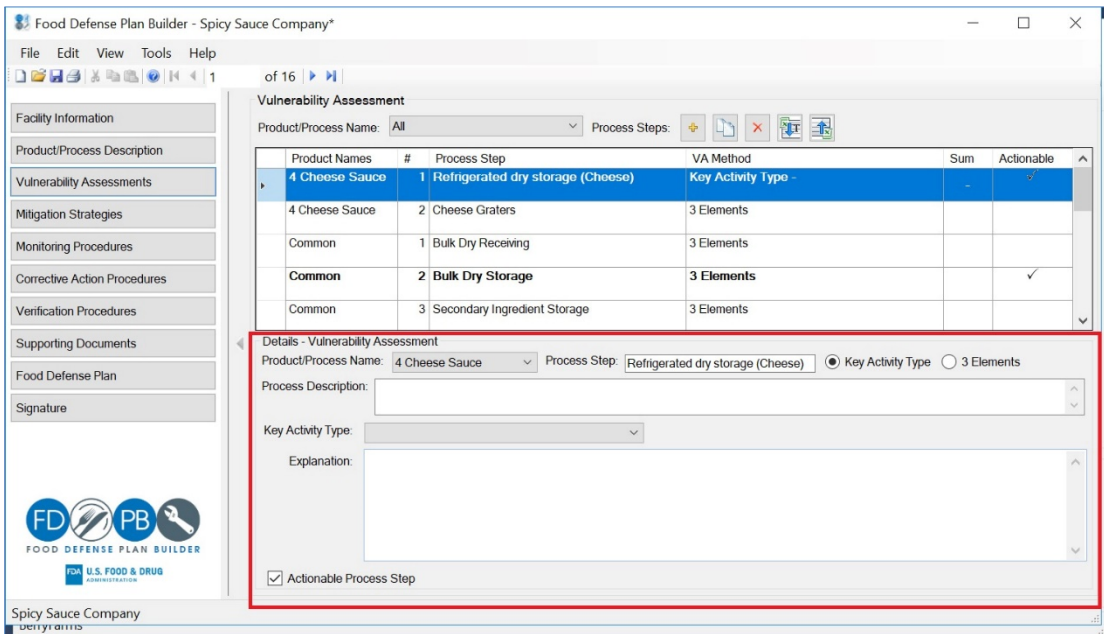 Food Defense Plan Builder - Spicy Sauce Company*
File Edit View Tools Help
1 of 16
Facility Information
Product/Process Description
Vulnerability Assessments
Mitigation Strategies
Monitoring Procedures
Corrective Action Procedures
Verification Procedures
Supporting Documents
Food Defense Plan
Signature
FD PB
FOOD DEFENSE PLAN BUILDER
FDA U.S. FOOD & DRUG
ADMINISTRATION
Vulnerability Assessment
Product/Process Name: All Process Steps:
Product Names # Process Step VA Method Sum Actionable
4 Cheese Sauce 1 Refrigerated dry storage (Cheese) Key Activity Type - - ✓
4 Cheese Sauce 2 Cheese Graters 3 Elements
Common 1 Bulk Dry Receiving 3 Elements
Common 2 Bulk Dry Storage 3 Elements ✓
Common 3 Secondary Ingredient Storage 3 Elements
Details - Vulnerability Assessment
Product/Process Name: 4 Cheese Sauce Process Step: Refrigerated dry storage (Cheese) Key Activity Type 3 Elements
Process Description:
Key Activity Type:
Explanation:
Actionable Process Step
Spicy Sauce Company